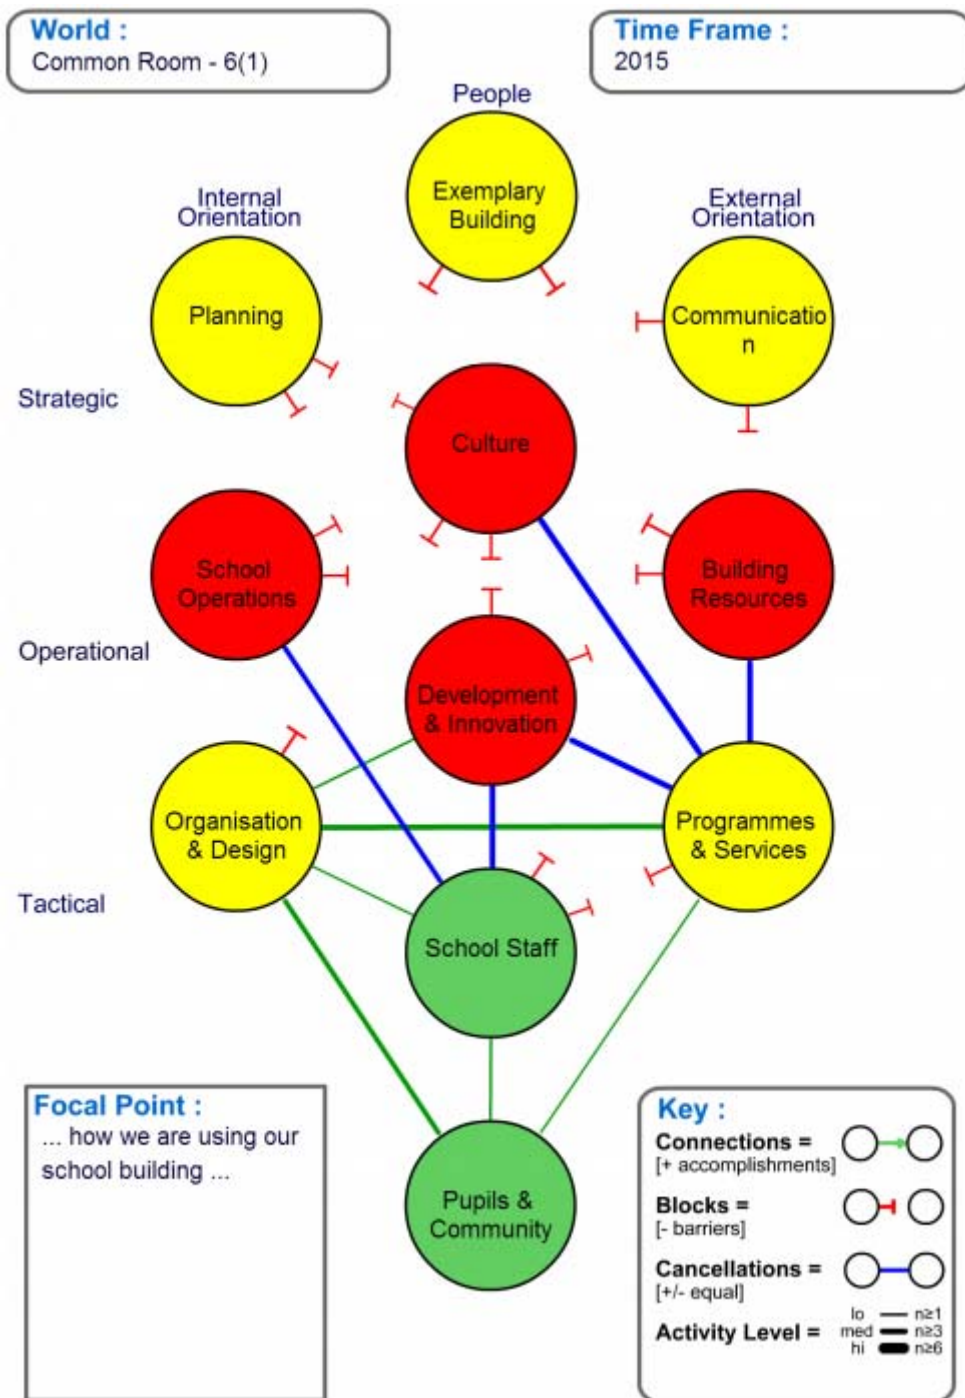 World :
Common Room - 6(1)
Time Frame :
2015
People
Exemplary
Building
Internal
Orientation
External
Orientation
Planning
Communicatio
n
Strategic
Culture
School
Operations
Building
Resources
Operational
Development
& Innovation
Organisation
& Design
Programmes
& Services
Tactical
School Staff
Pupils &
Community
Focal Point :
... how we are using our
school building ...
Key :
Connections =
[+ accomplishments]
Blocks =
[- barriers]
Cancellations =
[+/- equal]
Activity Level =
lo n≥1
med n≥3
hi n≥6